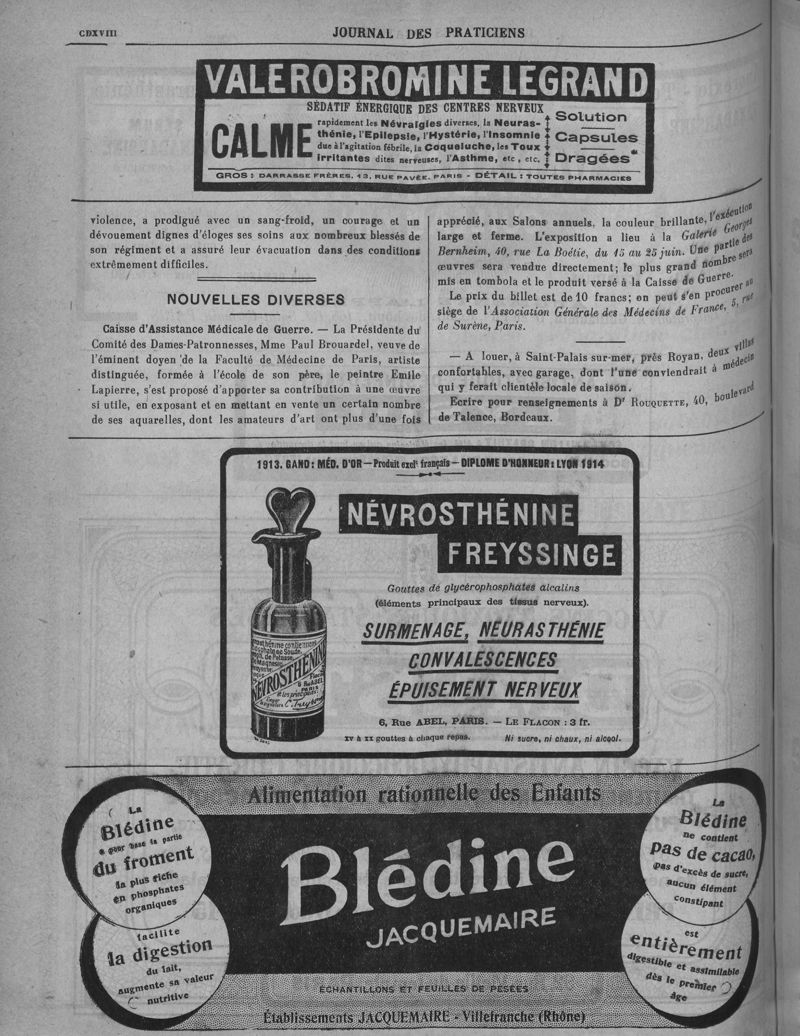 CDXVIII
JOURNAL DES PRATICIENS
VALEROBROMINE LEGRAND
SÉDATIF ÉNERGIQUE DES CENTRES NERVEUX
CALME
rapidement les Névralgies diverses, la Neuras-
thénie, l'Epilepsie, l'Hystérie, l'Insomnie
due à l'agitation fébrile, la Coqueluche, les Toux
irritantes dites nerveuses, l'Asthme, etc, etc.
Solution
Capsules
Dragées
GROS : DARRASSE FRÈRES, 13, RUE PAVÉE, PARIS - DÉTAIL : TOUTES PHARMACIES
violence, a prodigué avec un sang-froid, un courage et un
dévouement dignes d'éloges ses soins aux nombreux blessés de
son régiment et a assuré leur évacuation dans des conditions
extrêmement difficiles.
NOUVELLES DIVERSES
Caisse d'Assistance Médicale de Guerre. — La Présidente du
Comité des Dames-Patronnesses, Mme Paul Brouardel, veuve de
l'éminent doyen de la Faculté de Médecine de Paris, artiste
distinguée, formée à l'école de son père, le peintre Emile
Lapierre, s'est proposé d'apporter sa contribution à une œuvre
si utile, en exposant et en mettant en vente un certain nombre
de ses aquarelles, dont les amateurs d'art ont plus d'une fois
apprécié, aux Salons annuels, la couleur brillante, l'exécution
large et ferme. L'exposition a lieu à la Galerie Georges
Bernheim, 40, rue La Boétie, du 15 au 25 juin. Une partie des
œuvres sera vendue directement; le plus grand nombre sera
mis en tombola et le produit versé à la Caisse de Guerre.
Le prix du billet est de 10 francs; on peut s'en procurer au
siège de l'Association Générale des Médecins de France, 5, rue
de Surène, Paris.
— A louer, à Saint-Palais sur-mer, près Royan, deux villas
confortables, avec garage, dont l'une conviendrait à médecin
qui y ferait clientèle locale de saison.
Ecrire pour renseignements à Dr ROUQUETTE, 40, boulevard
de Talence, Bordeaux.
1913. GAND : MÉD. D'OR — Produit exclt français — DIPLOME D'HONNEUR : LYON 1914
NÉVROSTHÉNINE
FREYSSINGE
Gouttes de glycérophosphates alcalins
(éléments principaux des tissus nerveux).
SURMENAGE, NEURASTHÉNIE
CONVALESCENCES
ÉPUISEMENT NERVEUX
6, Rue ABEL, PARIS. — LE FLACON : 3 fr.
XV à XX gouttes à chaque repas.
Ni sucre, ni chaux, ni alcool.
NÉVROSTHÉNINE
Alimentation rationnelle des Enfants
La
Blédine
a pour base la partie
du froment
la plus riche
en phosphates
organiques
facilite
la digestion
du lait,
augmente sa valeur
nutritive
Blédine
JACQUEMAIRE
La
Blédine
ne contient
pas de cacao,
pas d'excès de sucre,
aucun élément
constipant
est
entièrement
digestible et assimilable
dès le premier
âge
ÉCHANTILLONS ET FEUILLES DE PESÉES
Établissements JACQUEMAIRE - Villefranche (Rhône)